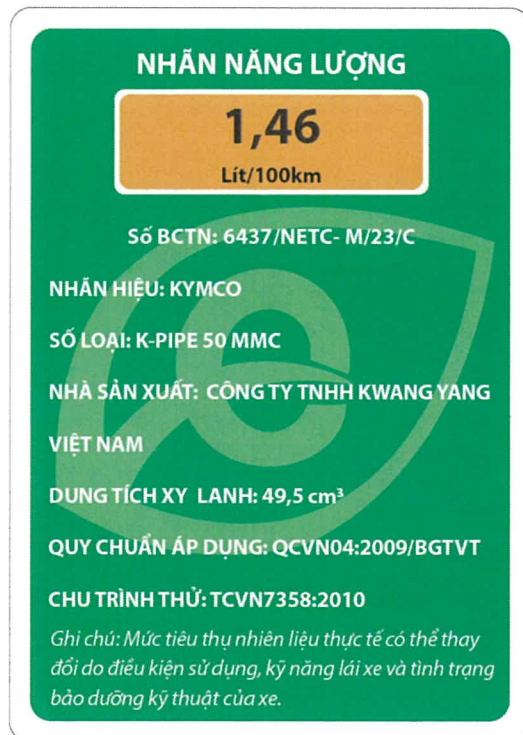 NHÃN NĂNG LƯỢNG
1,46
Lít/100km
Số BCTN: 6437/NETC- M/23/C
NHÃN HIỆU: KYMCO
SỐ LOẠI: K-PIPE 50 MMC
NHÀ SẢN XUẤT: CÔNG TY TNHH KWANG YANG
VIỆT NAM
DUNG TÍCH XY LANH: 49,5 cm³
QUY CHUẨN ÁP DỤNG: QCVN04:2009/BGTVT
CHU TRÌNH THỬ: TCVN7358:2010
Ghi chú: Mức tiêu thụ nhiên liệu thực tế có thể thay
đổi do điều kiện sử dụng, kỹ năng lái xe và tình trạng
bảo dưỡng kỹ thuật của xe.